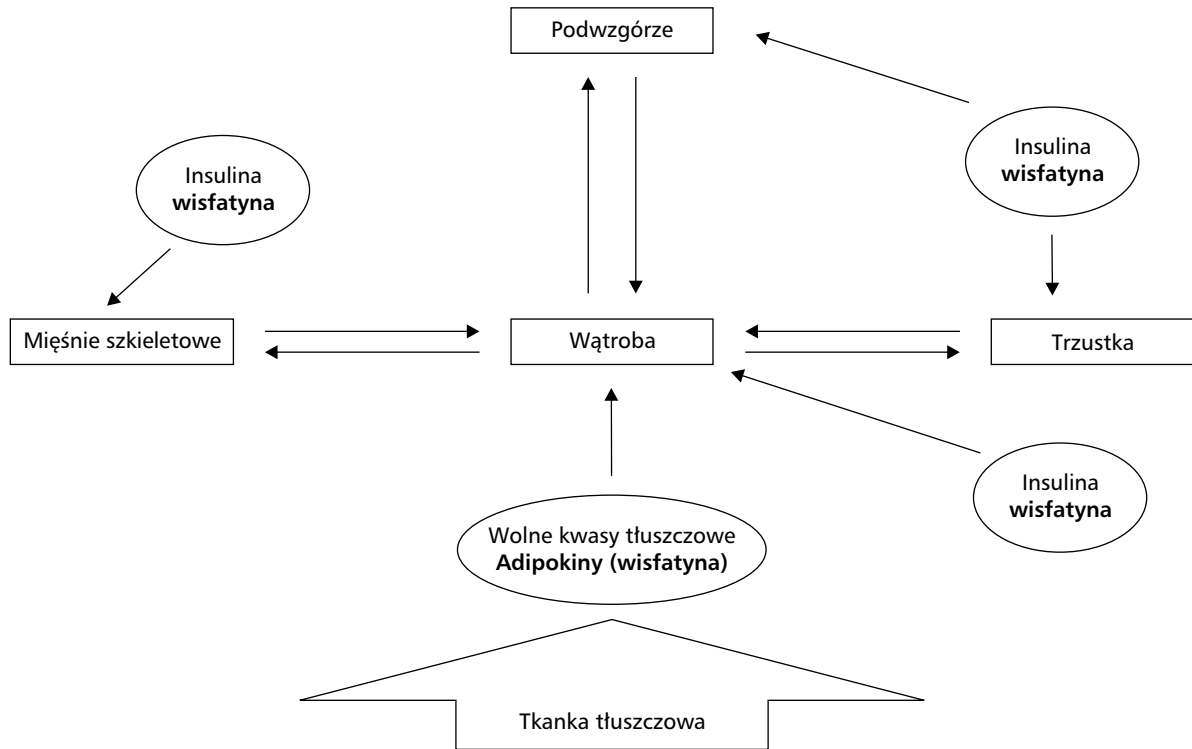 Podwzgórze
Insulina
wisfatyna
Insulina
wisfatyna
Mięśnie szkieletowe
Wątroba
Trzustka
Insulina
wisfatyna
Wolne kwasy tłuszczowe
Adipokiny (wisfatyna)
Tkanka tłuszczowa